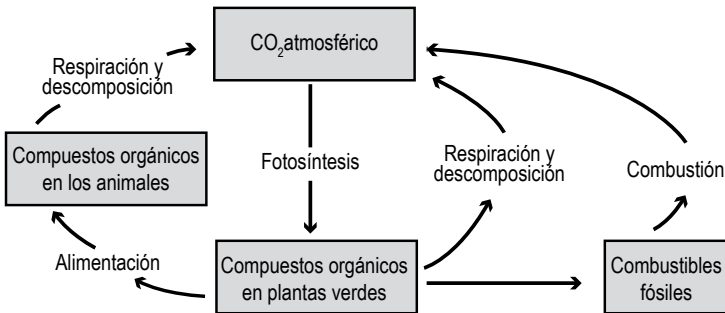 CO₂atmosférico
Respiración y
descomposición
Compuestos orgánicos
en los animales
Fotosíntesis
Respiración y
descomposición
Combustión
Alimentación
Compuestos orgánicos
en plantas verdes
Combustibles
fósiles